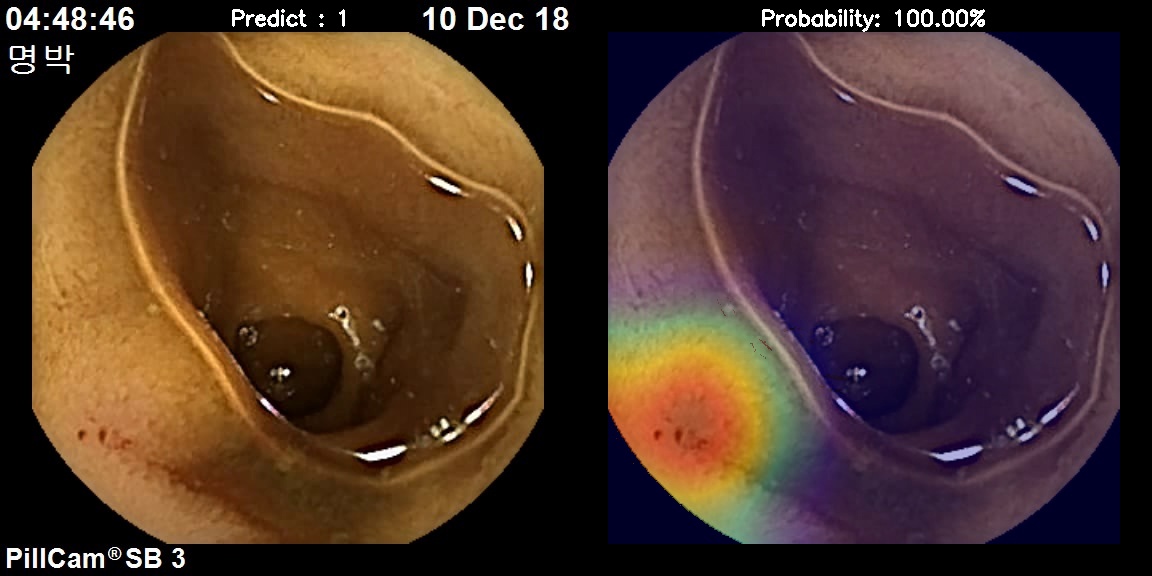 04:48:46
Predict : 1
10 Dec 18
Probability: 100.00%
명박
PillCam® SB 3